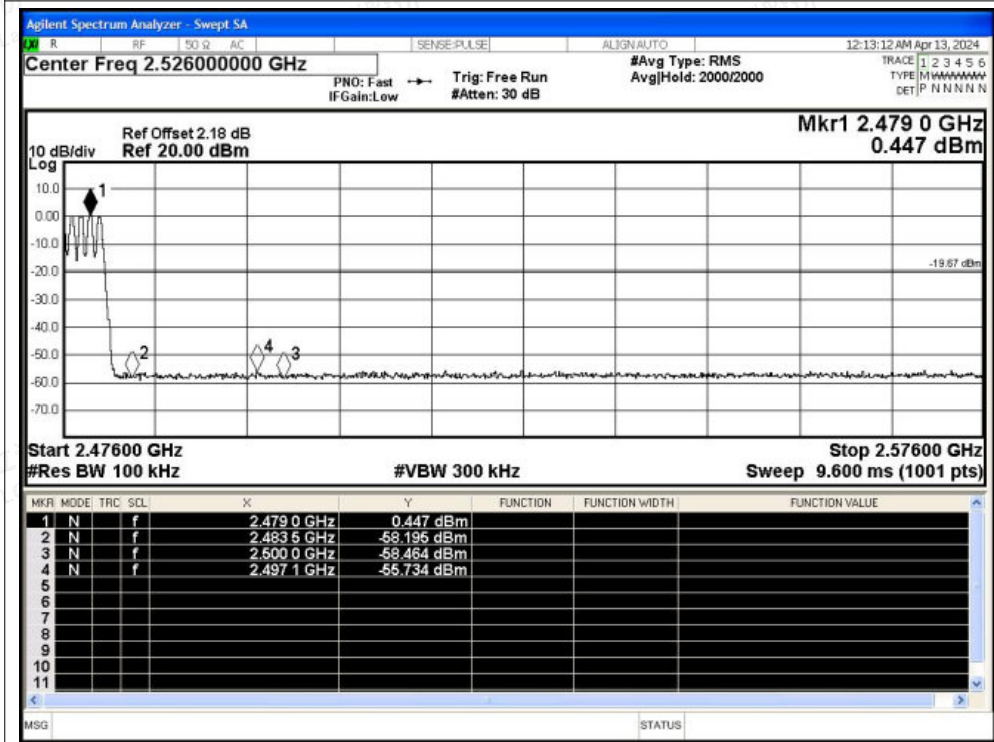 Agilent Spectrum Analyzer - Swept SA
LXI R RF 50 Ω AC SENSE:PULSE ALIGNAUTO 12:13:12 AM Apr 13, 2024
Center Freq 2.526000000 GHz
PNO: Fast
IFGain:Low
Trig: Free Run
#Atten: 30 dB
#Avg Type: RMS
Avg|Hold: 2000/2000
TRACE 1 2 3 4 5 6
TYPE MWWWWW
DET P N N N N N
Ref Offset 2.18 dB
10 dB/div Ref 20.00 dBm
Log
Mkr1 2.479 0 GHz
0.447 dBm
10.0
0.00
-10.0
-20.0
-30.0
-40.0
-50.0
-60.0
-70.0
1
2
4
3
-19.67 dBm
Start 2.47600 GHz Stop 2.57600 GHz
#Res BW 100 kHz #VBW 300 kHz Sweep 9.600 ms (1001 pts)
MKR MODE TRC SCL X Y FUNCTION FUNCTION WIDTH FUNCTION VALUE
1 N f 2.479 0 GHz 0.447 dBm
2 N f 2.483 5 GHz -58.195 dBm
3 N f 2.500 0 GHz -58.464 dBm
4 N f 2.497 1 GHz -55.734 dBm
5
6
7
8
9
10
11
MSG STATUS